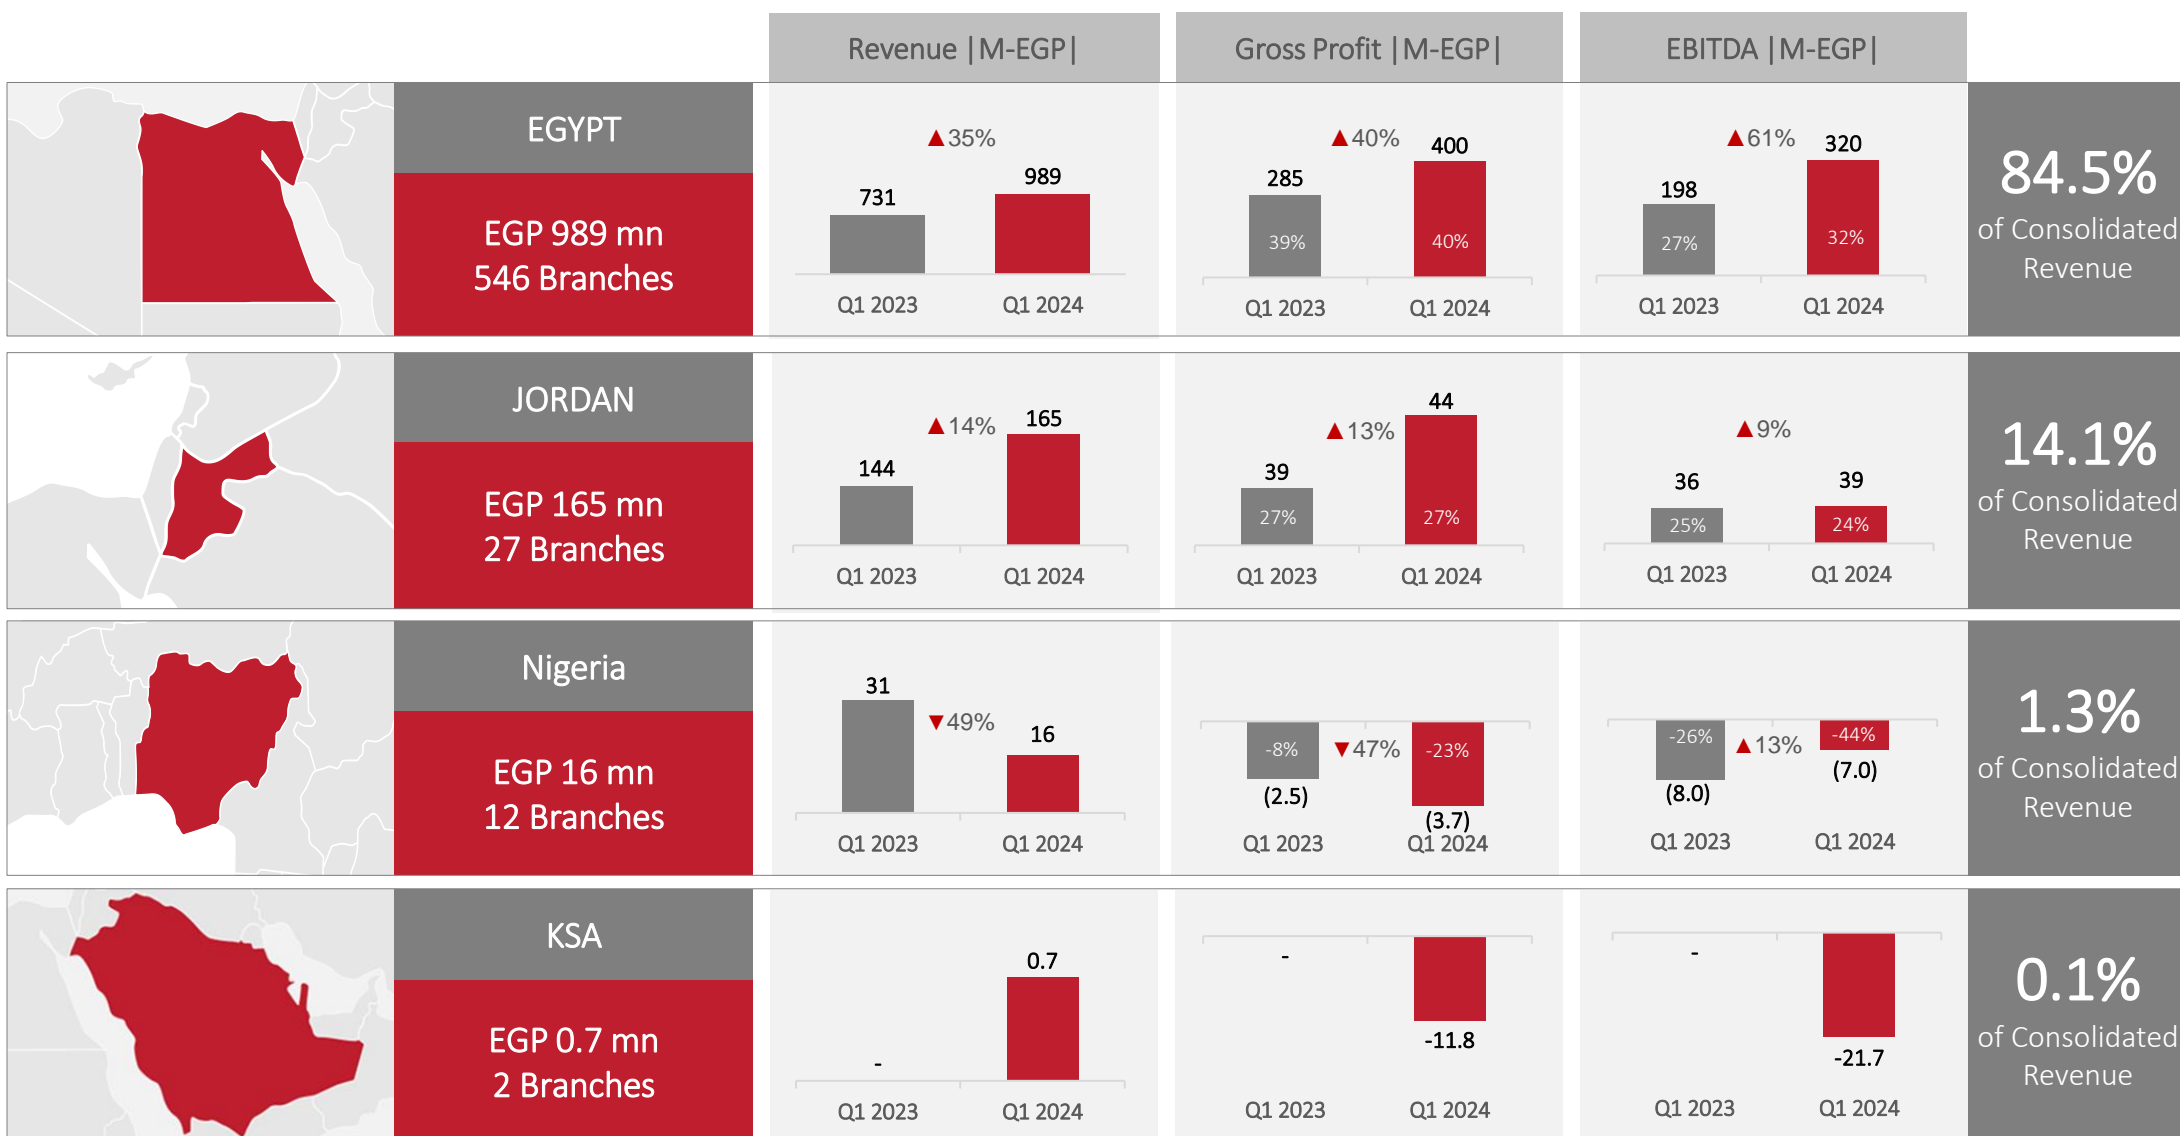 Revenue |M-EGP|
Gross Profit |M-EGP|
EBITDA |M-EGP|
EGYPT
EGP 989 mn
546 Branches
▲35%
731
989
Q1 2023
Q1 2024
▲40%
285
400
39%
40%
Q1 2023
Q1 2024
▲61%
198
320
27%
32%
Q1 2023
Q1 2024
84.5%
of Consolidated
Revenue
JORDAN
EGP 165 mn
27 Branches
▲14%
144
165
Q1 2023
Q1 2024
▲13%
39
44
27%
27%
Q1 2023
Q1 2024
▲9%
36
39
25%
24%
Q1 2023
Q1 2024
14.1%
of Consolidated
Revenue
Nigeria
EGP 16 mn
12 Branches
31
▼49%
16
Q1 2023
Q1 2024
-8%
▼47%
-23%
(2.5)
(3.7)
Q1 2023
Q1 2024
-26%
▲13%
-44%
(8.0)
(7.0)
Q1 2023
Q1 2024
1.3%
of Consolidated
Revenue
KSA
EGP 0.7 mn
2 Branches
-
0.7
Q1 2023
Q1 2024
-
-11.8
Q1 2023
Q1 2024
-
-21.7
Q1 2023
Q1 2024
0.1%
of Consolidated
Revenue